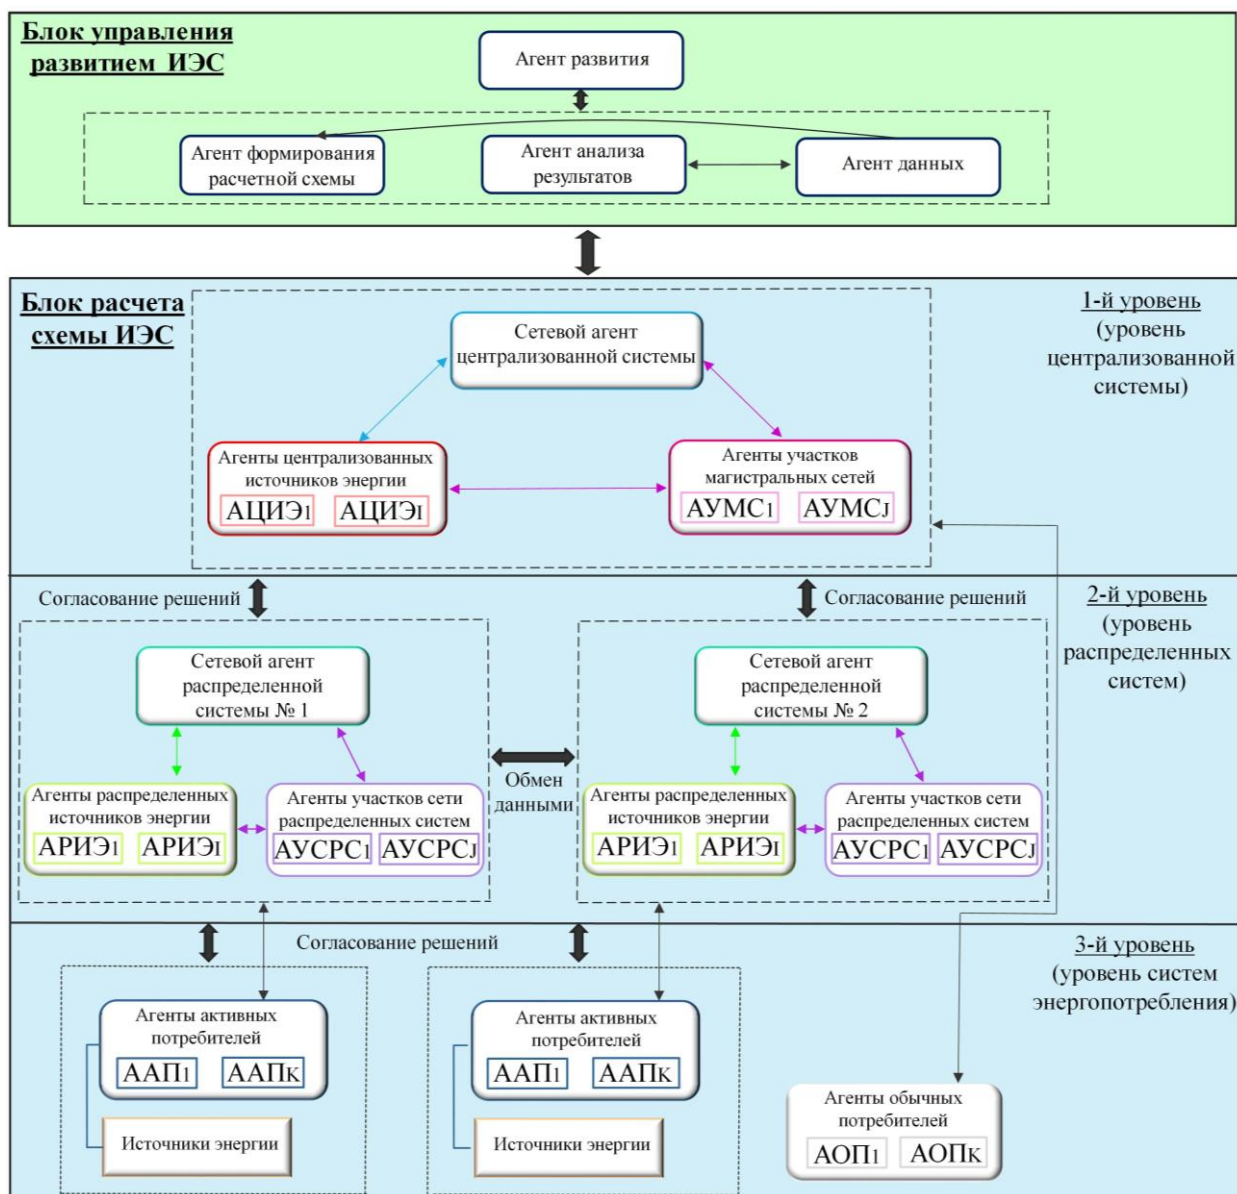 Блок управления
развитием ИЭС
Агент развития
Агент формирования
расчетной схемы
Агент анализа
результатов
Агент данных
Блок расчета
схемы ИЭС
1-й уровень
(уровень
централизованной
системы)
Сетевой агент
централизованной системы
Агенты централизованных
источников энергии
АЦИЭ1 АЦИЭI
Агенты участков
магистральных сетей
АУМС1 АУМСJ
Согласование решений
Согласование решений
2-й уровень
(уровень
распределенных
систем)
Сетевой агент
распределенной
системы № 1
Агенты распределенных
источников энергии
АРИЭ1 АРИЭI
Агенты участков сети
распределенных систем
АУСРС1 АУСРСJ
Обмен
данными
Сетевой агент
распределенной
системы № 2
Агенты распределенных
источников энергии
АРИЭ1 АРИЭI
Агенты участков сети
распределенных систем
АУСРС1 АУСРСJ
Согласование решений
3-й уровень
(уровень систем
энергопотребления)
Агенты активных
потребителей
ААП1 ААПK
Источники энергии
Агенты активных
потребителей
ААП1 ААПK
Источники энергии
Агенты обычных
потребителей
АОП1 АОПK